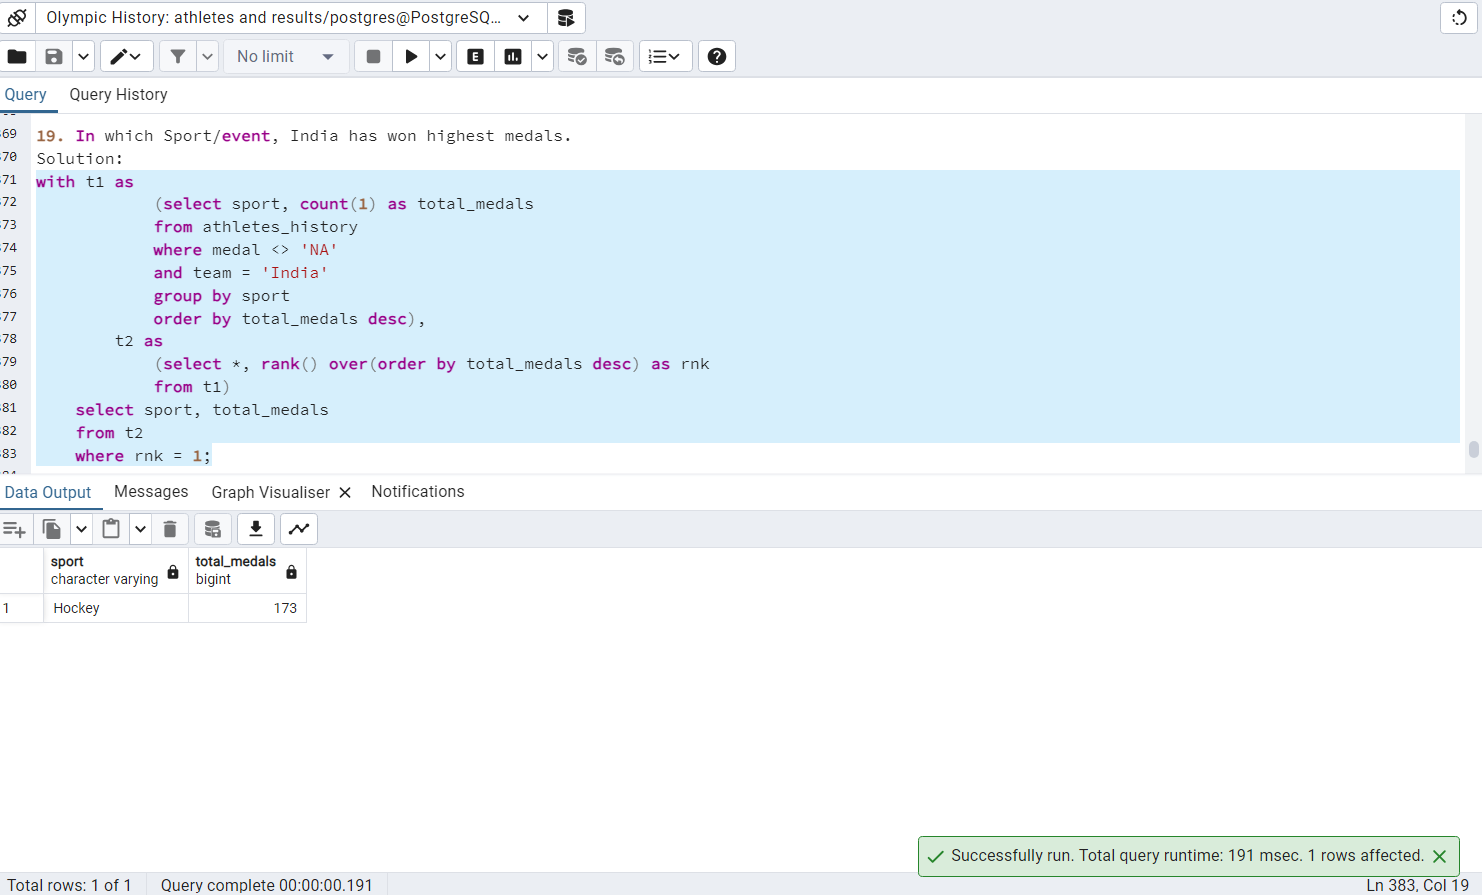 Olympic History: athletes and results/postgres@PostgreSQ...
No limit
E
Query Query History
69 19. In which Sport/event, India has won highest medals.
70 Solution:
71 with t1 as
72 (select sport, count(1) as total_medals
73 from athletes_history
74 where medal <> 'NA'
75 and team = 'India'
76 group by sport
77 order by total_medals desc),
78 t2 as
79 (select *, rank() over(order by total_medals desc) as rnk
80 from t1)
81 select sport, total_medals
82 from t2
83 where rnk = 1;
Data Output Messages Graph Visualiser Notifications
sport total_medals
character varying bigint
1 Hockey 173
Successfully run. Total query runtime: 191 msec. 1 rows affected.
Total rows: 1 of 1 Query complete 00:00:00.191 Ln 383, Col 19